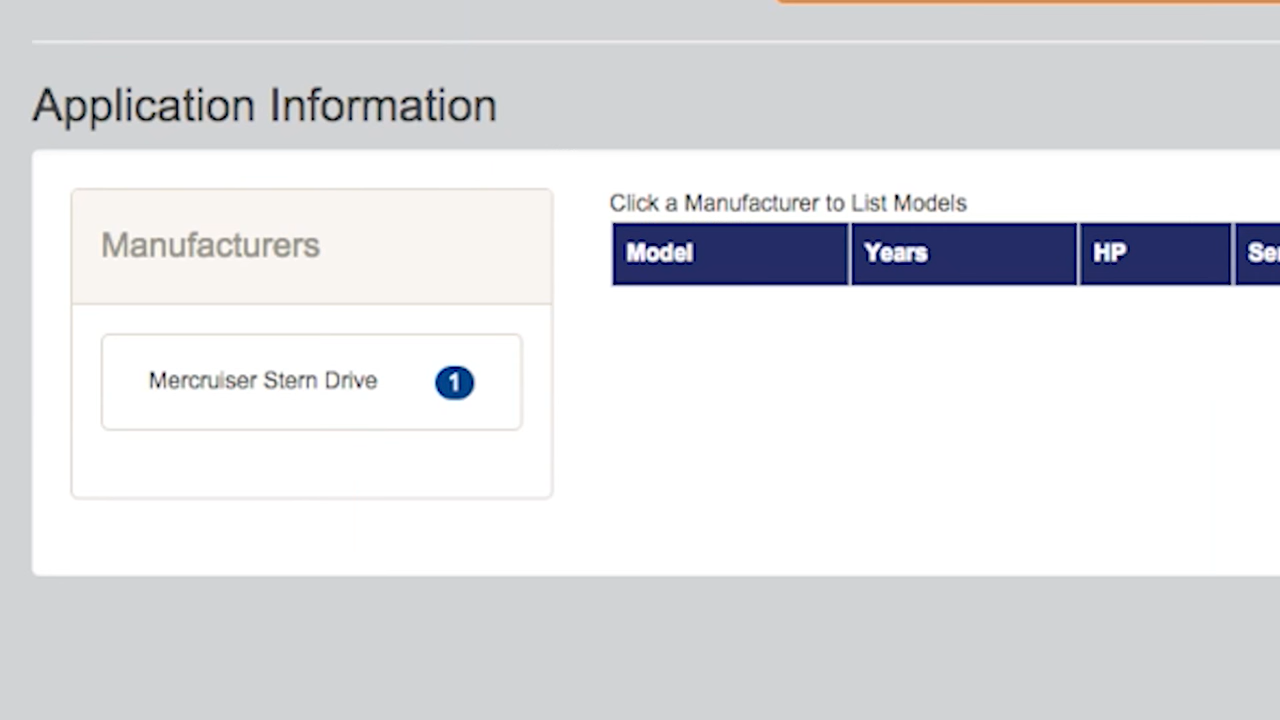 Application Information
Manufacturers
Mercruiser Stern Drive 1
Click a Manufacturer to List Models
Model Years HP